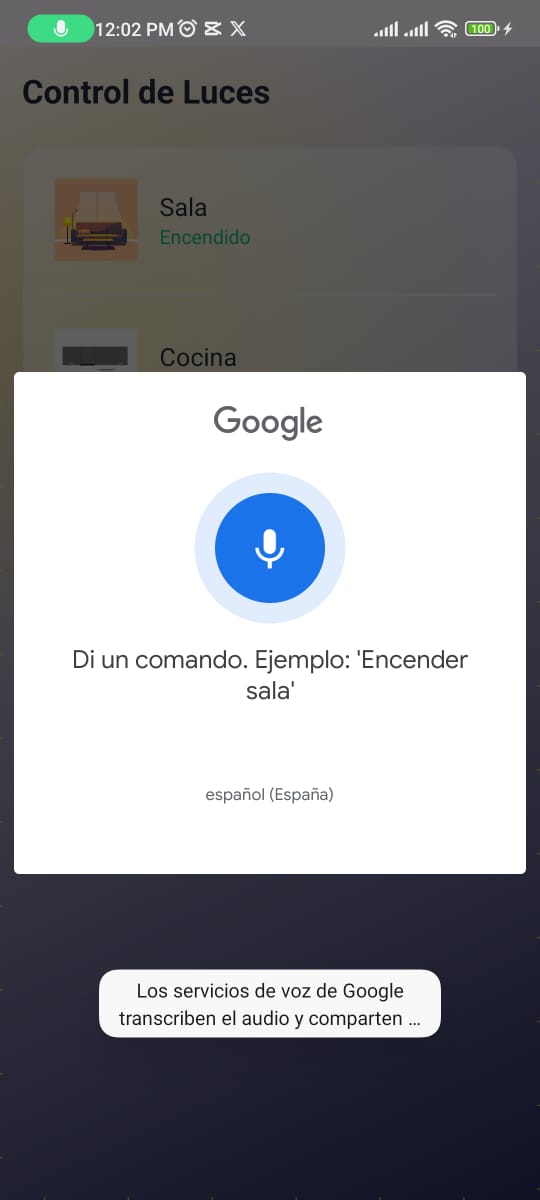 12:02 PM
100
Control de Luces
Sala
Encendido
Cocina
Google
Di un comando. Ejemplo: 'Encender
sala'
español (España)
Los servicios de voz de Google
transcriben el audio y comparten ...